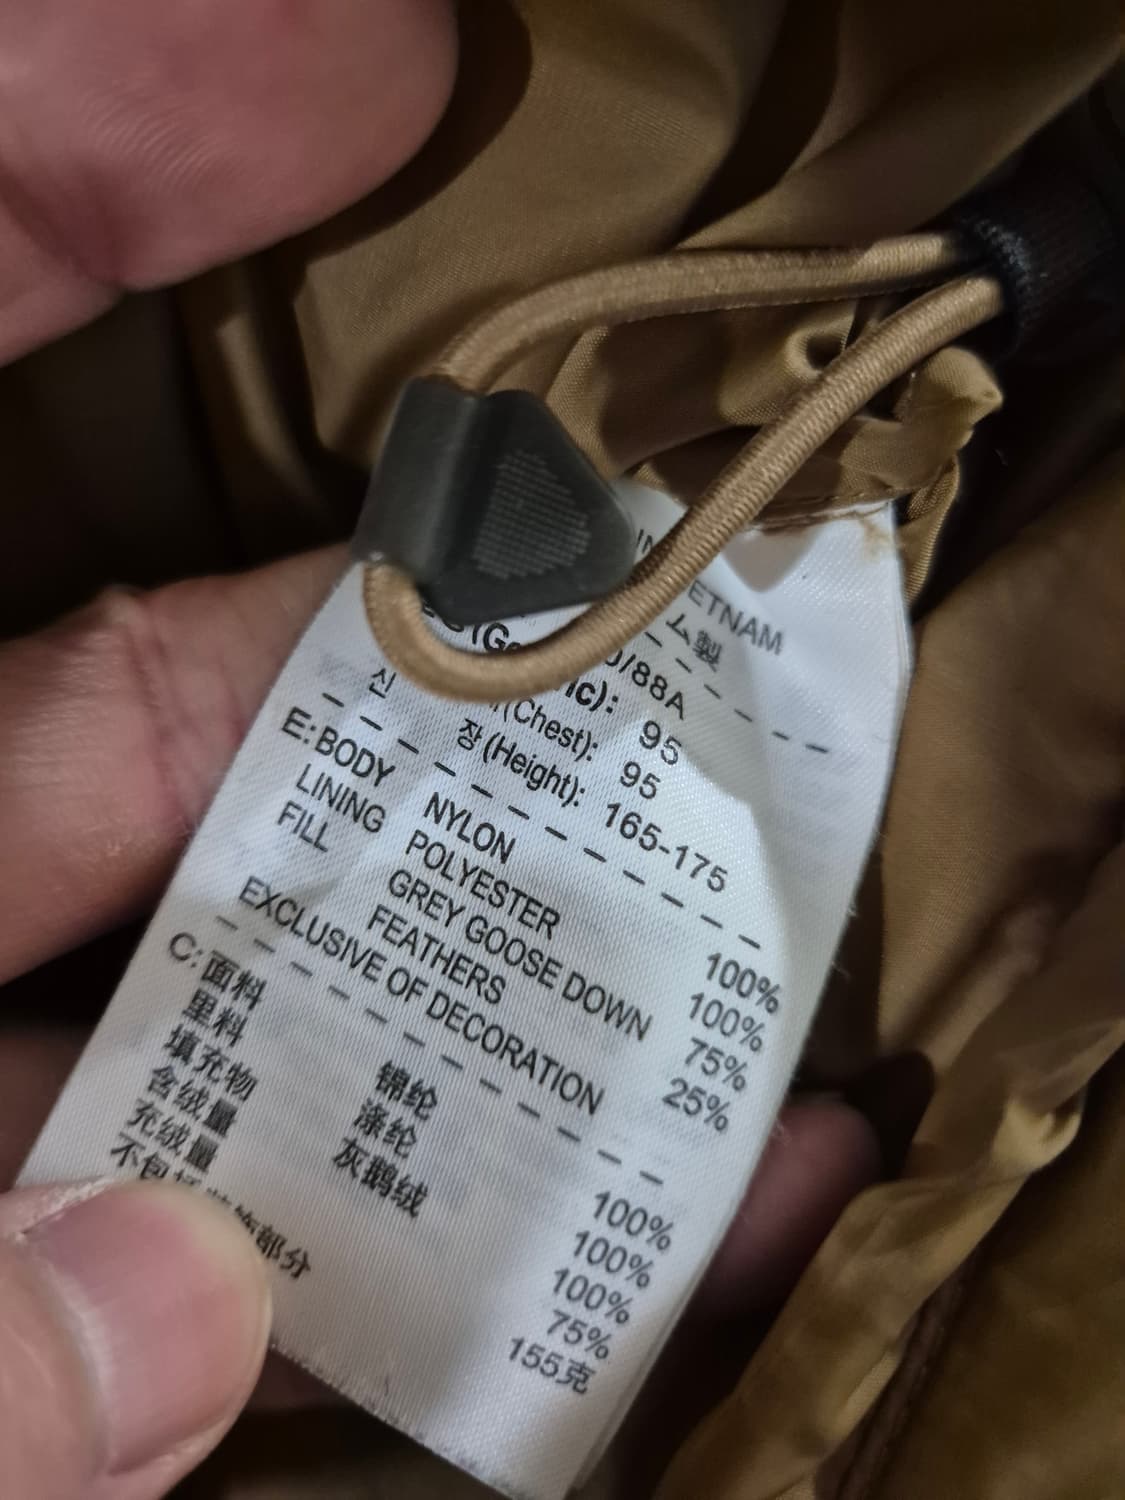 ETNAM
ム製
0/88A
ic): 95
(Chest): 95
신 장 (Height): 165-175
E: BODY NYLON 100%
LINING POLYESTER 100%
FILL GREY GOOSE DOWN 75%
FEATHERS 25%
EXCLUSIVE OF DECORATION
C: 面料 锦纶 100%
里料 涤纶 100%
填充物 灰鹅绒 100%
含绒量 75%
充绒量 155克
不包 部分